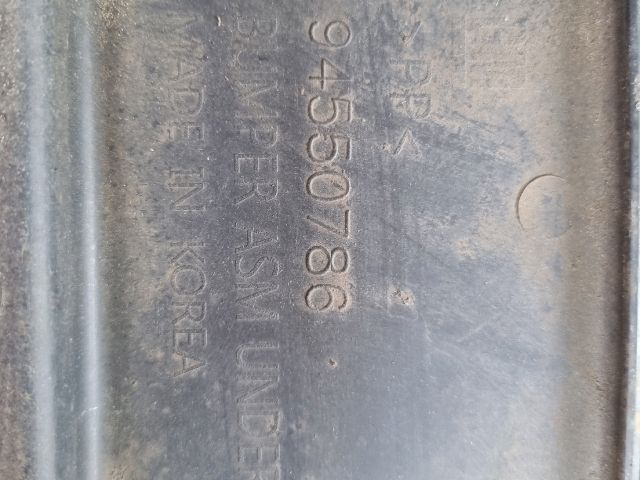 >PP<
94550786
BUMPER ASM UNDER
MADE IN KOREA